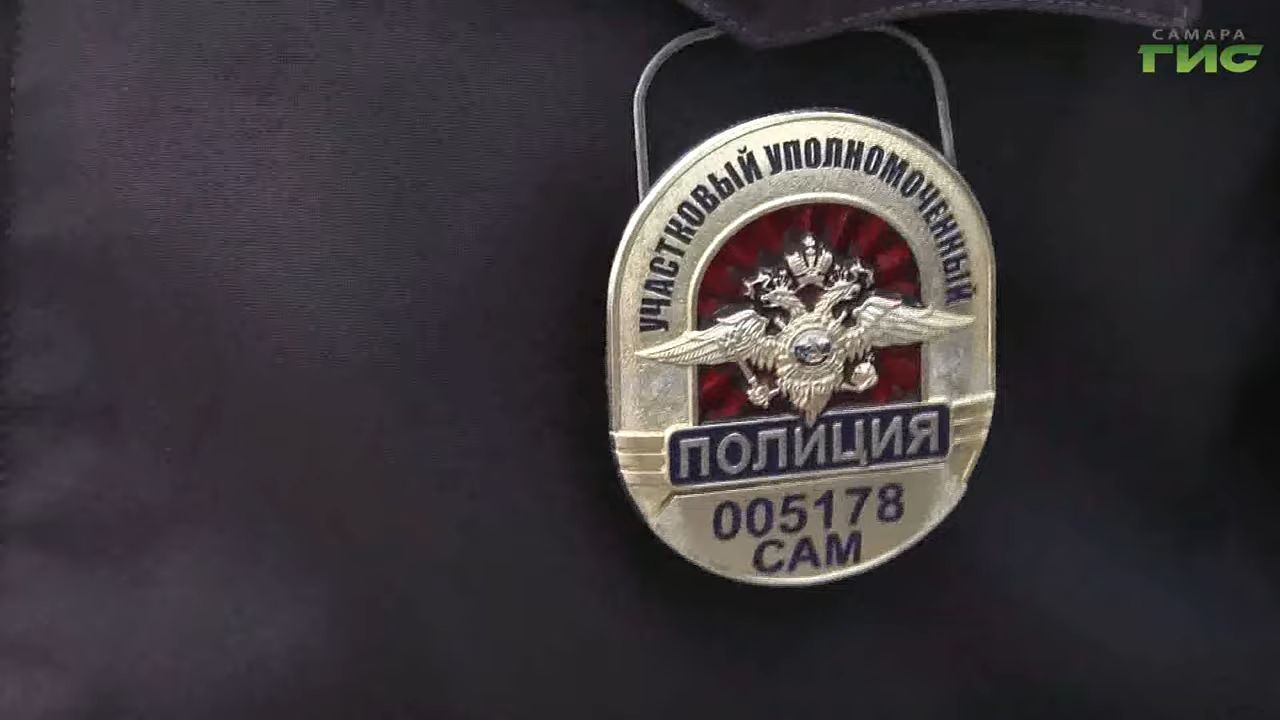 САМАРА
ГИС
УЧАСТКОВЫЙ УПОЛНОМОЧЕННЫЙ
ПОЛИЦИЯ
005178
САМ